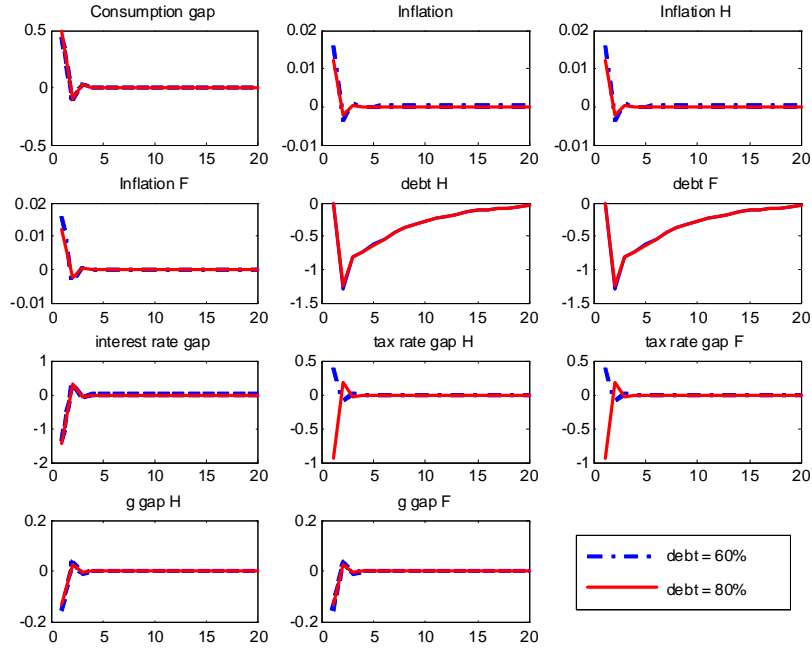 Consumption gap
Inflation
Inflation H
0.5
0
-0.5
0 5 10 15 20
0.02
0.01
0
-0.01
0 5 10 15 20
0.02
0.01
0
-0.01
0 5 10 15 20
Inflation F
debt H
debt F
0.02
0.01
0
-0.01
0 5 10 15 20
0
-0.5
-1
-1.5
0 5 10 15 20
0
-0.5
-1
-1.5
0 5 10 15 20
interest rate gap
tax rate gap H
tax rate gap F
1
0
-1
-2
0 5 10 15 20
0.5
0
-0.5
-1
0 5 10 15 20
0.5
0
-0.5
-1
0 5 10 15 20
g gap H
g gap F
0.2
0
-0.2
0 5 10 15 20
0.2
0
-0.2
0 5 10 15 20
debt = 60%
debt = 80%